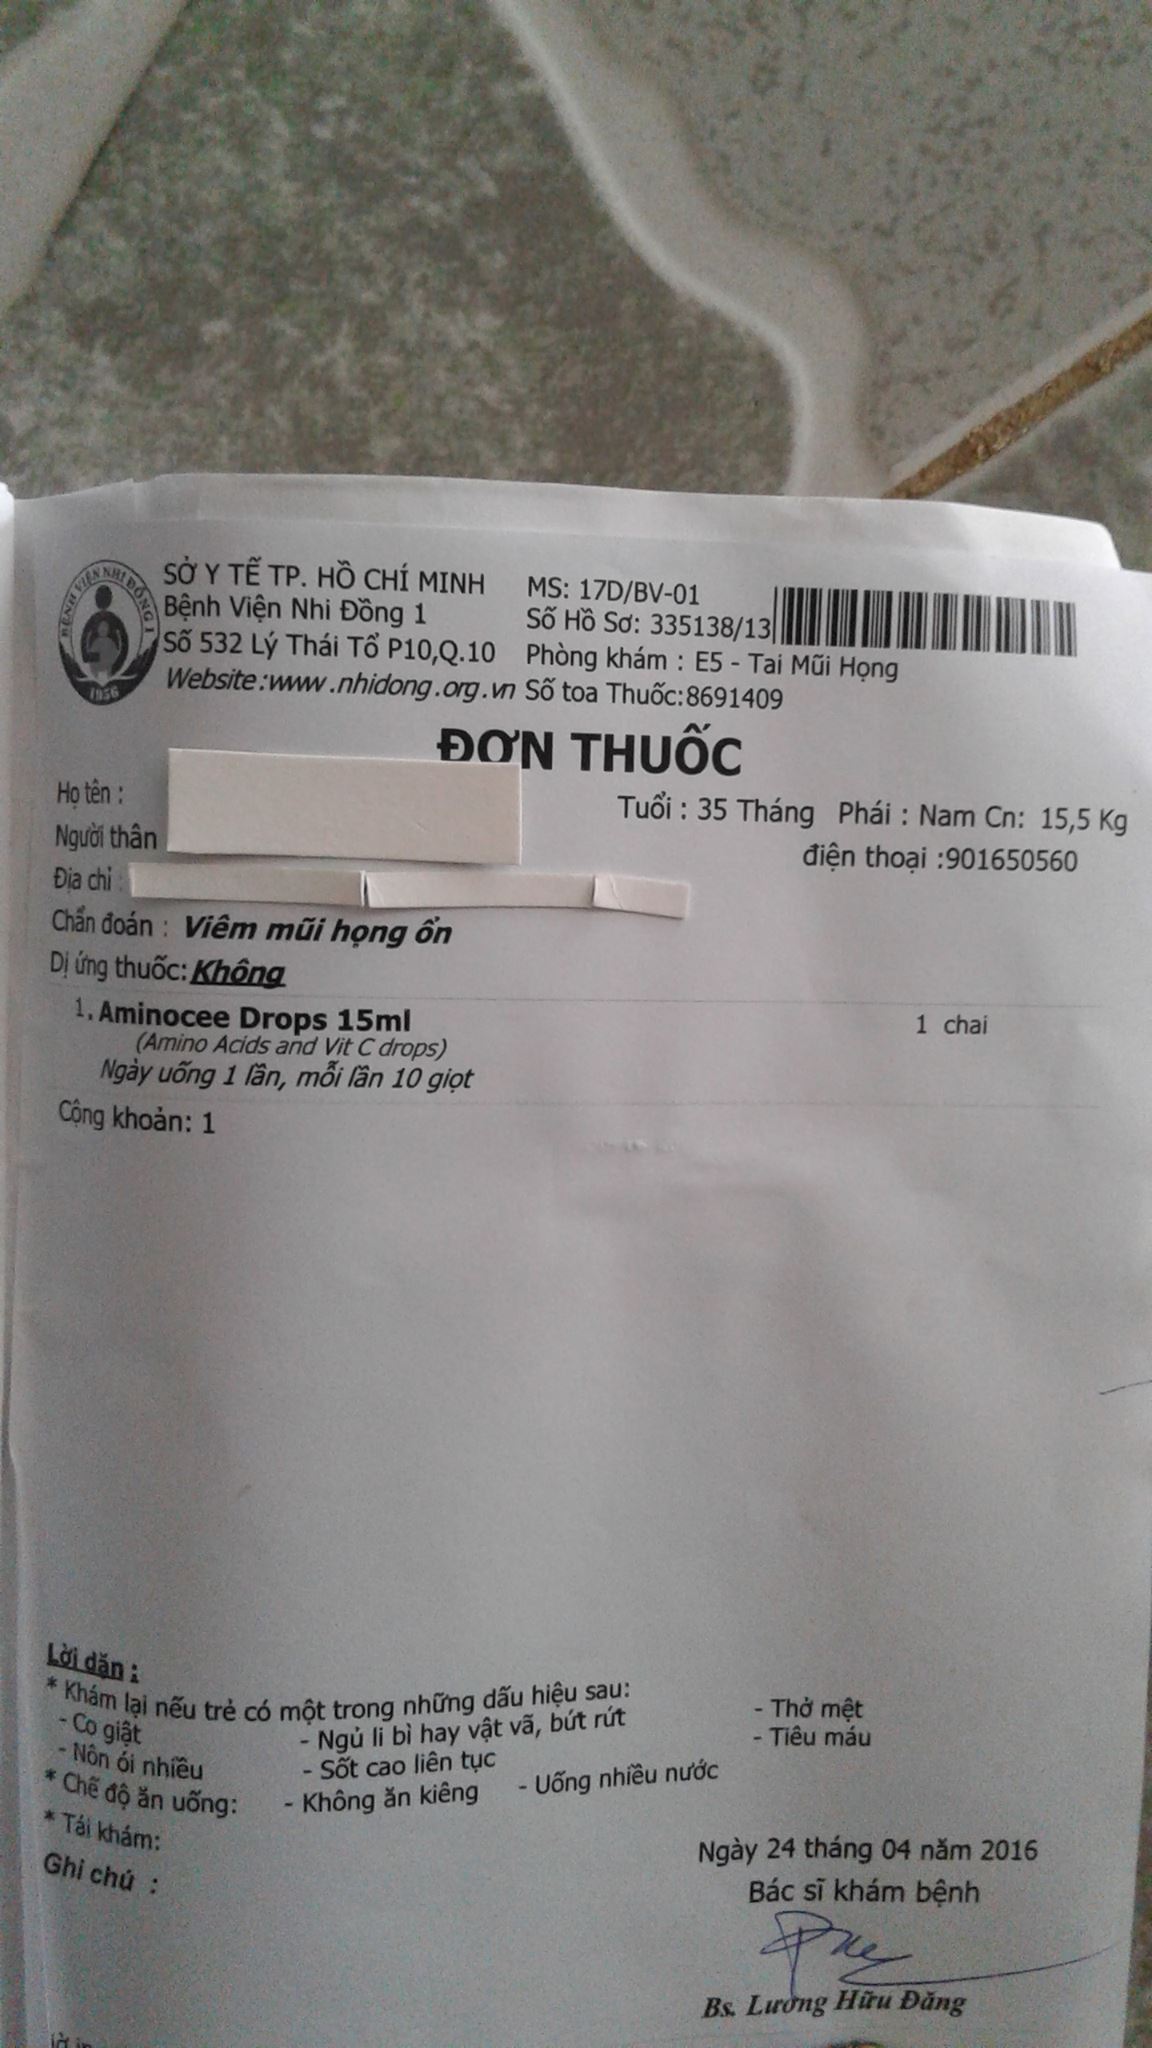 BỆNH VIỆN NHI ĐỒNG 1
1956
SỞ Y TẾ TP. HỒ CHÍ MINH
Bệnh Viện Nhi Đồng 1
Số 532 Lý Thái Tổ P10,Q.10
Website:www.nhidong.org.vn
MS: 17D/BV-01
Số Hồ Sơ: 335138/13
Phòng khám : E5 - Tai Mũi Họng
Số toa Thuốc:8691409
ĐƠN THUỐC
Họ tên :
Tuổi : 35 Tháng Phái : Nam Cn: 15,5 Kg
Người thân
điện thoại :901650560
Địa chỉ :
Chẩn đoán : Viêm mũi họng ổn
Dị ứng thuốc: Không
1. Aminocee Drops 15ml 1 chai
(Amino Acids and Vit C drops)
Ngày uống 1 lần, mỗi lần 10 giọt
Cộng khoản: 1
Lời dặn :
* Khám lại nếu trẻ có một trong những dấu hiệu sau:
- Co giật - Ngủ li bì hay vật vã, bứt rứt - Thở mệt
- Nôn ói nhiều - Sốt cao liên tục - Tiêu máu
* Chế độ ăn uống: - Không ăn kiêng - Uống nhiều nước
* Tái khám:
Ghi chú :
Ngày 24 tháng 04 năm 2016
Bác sĩ khám bệnh
Bs. Lương Hữu Đăng